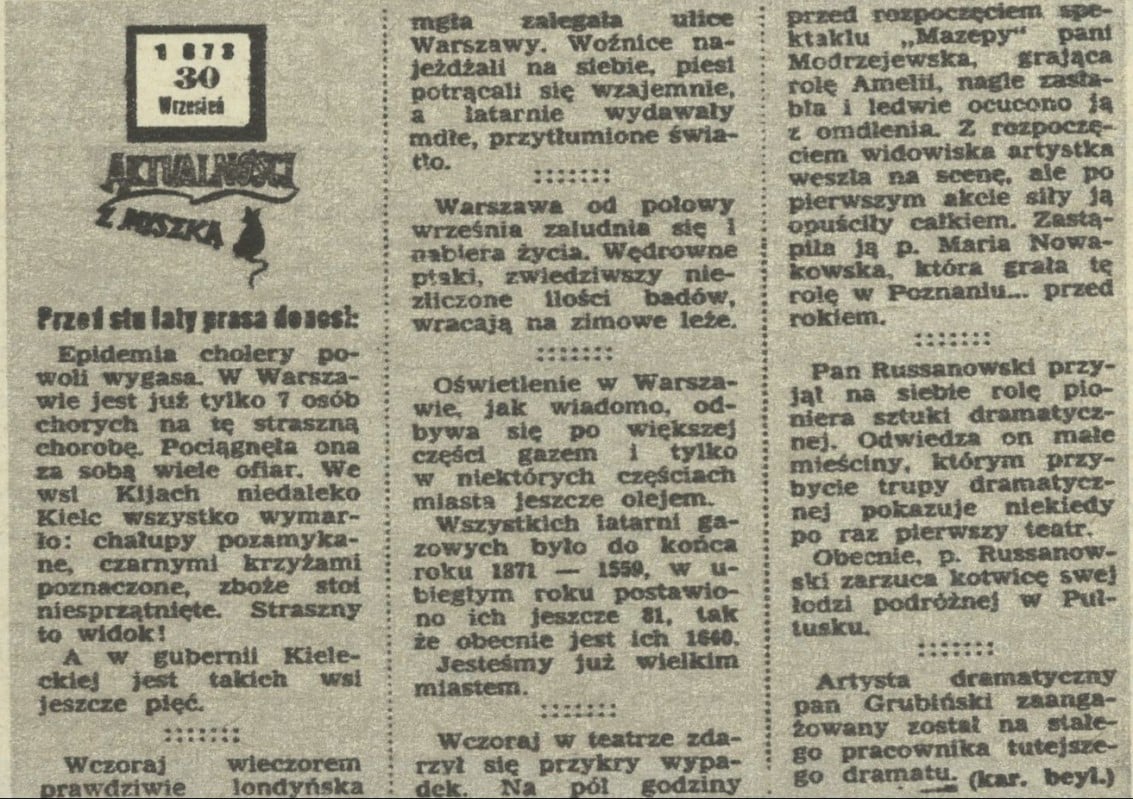 1873
30
Wrzesień
AKTUALNOŚCI
Z MYSZKĄ
Przed stu laty prasa donosi:
Epidemia cholery po-
woli wygasa. W Warsza-
wie jest już tylko 7 osób
chorych na tę straszną
chorobę. Pociągnęła ona
za sobą wiele ofiar. We
wsi Kijach niedaleko
Kielc wszystko wymar-
ło: chałupy pozamyka-
ne, czarnymi krzyżami
poznaczone, zboże stoi
niesprzątnięte. Straszny
to widok!
A w gubernii Kiele-
ckiej jest takich wsi
jeszcze pięć.
Wczoraj wieczorem
prawdziwie londyńska
mgła zalegała ulice
Warszawy. Woźnice na-
jeżdżali na siebie, piesi
potrącali się wzajemnie,
a latarnie wydawały
mdłe, przytłumione świa-
tło.
Warszawa od połowy
września zaludnia się i
nabiera życia. Wędrowne
ptaki, zwiedziwszy nie-
zliczone ilości badów,
wracają na zimowe leże.
Oświetlenie w Warsza-
wie, jak wiadomo, od-
bywa się po większej
części gazem i tylko
w niektórych częściach
miasta jeszcze olejem.
Wszystkich latarni ga-
zowych było do końca
roku 1871 — 1559, w u-
biegłym roku postawio-
no ich jeszcze 81, tak
że obecnie jest ich 1640.
Jesteśmy już wielkim
miastem.
Wczoraj w teatrze zda-
rzył się przykry wypa-
dek. Na pół godziny
przed rozpoczęciem spe-
ktaklu „Mazepy" pani
Modrzejewska, grająca
rolę Amelii, nagle zasła-
bła i ledwie ocucono ją
z omdlenia. Z rozpoczę-
ciem widowiska artystka
weszła na scenę, ale po
pierwszym akcie siły ją
opuściły całkiem. Zastą-
piła ją p. Maria Nowa-
kowska, która grała tę
rolę w Poznaniu... przed
rokiem.
Pan Russanowski przy-
jął na siebie rolę pio-
niera sztuki dramatycz-
nej. Odwiedza on małe
mieściny, którym przy-
bycie trupy dramatycz-
nej pokazuje niekiedy
po raz pierwszy teatr.
Obecnie, p. Russanow-
ski zarzuca kotwicę swej
łodzi podróżnej w Puł-
tusku.
Artysta dramatyczny
pan Grubiński zaanga-
żowany został na stałe-
go pracownika tutejsze-
go dramatu. (kar. beyl.)